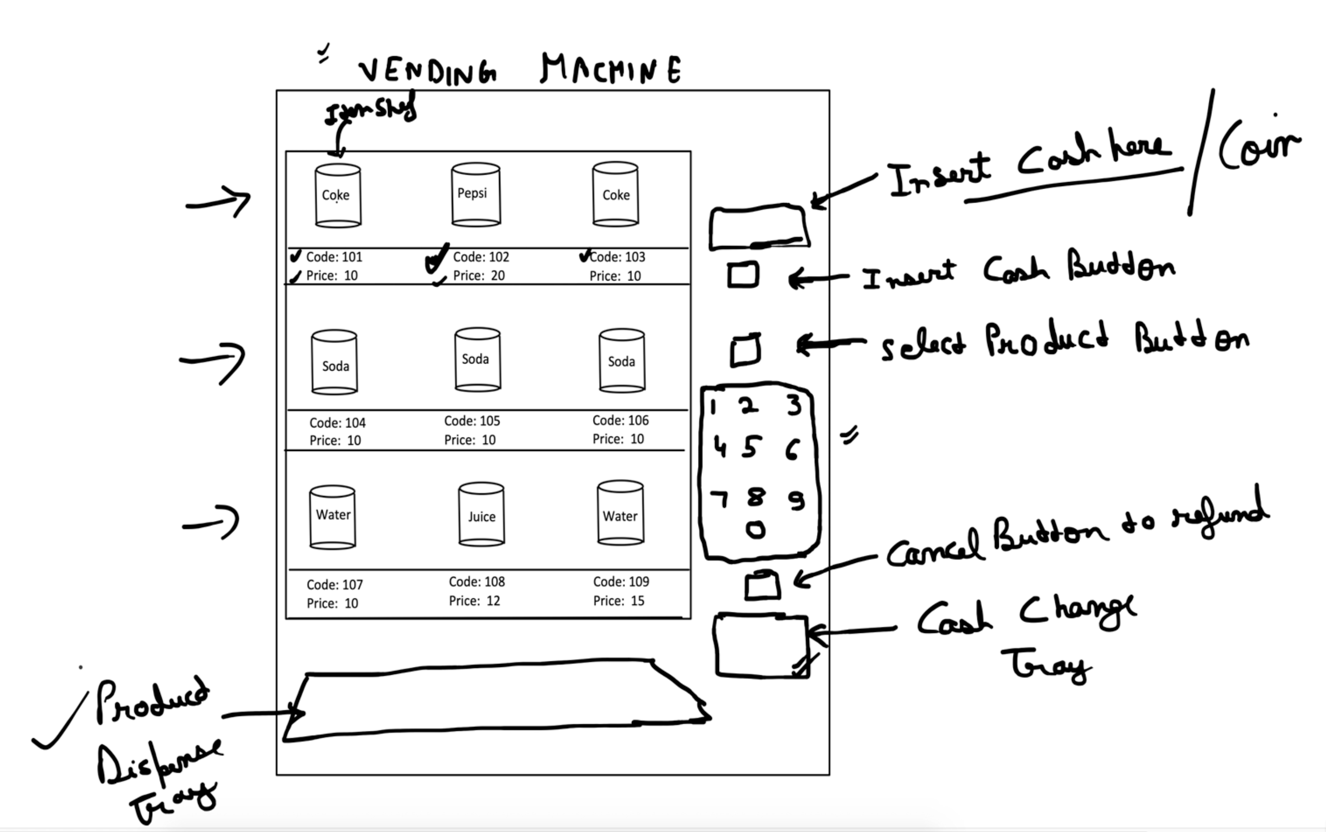 VENDING MACHINE
Item Shelf
Coke Pepsi Coke
Code: 101 Code: 102 Code: 103
Price: 10 Price: 20 Price: 10
Soda Soda Soda
Code: 104 Code: 105 Code: 106
Price: 10 Price: 10 Price: 10
Water Juice Water
Code: 107 Code: 108 Code: 109
Price: 10 Price: 12 Price: 15
Insert Cash here / Coin
Insert Cash Button
Select Product Button
1 2 3
4 5 6
7 8 9
0
Cancel Button to refund
Cash Change
Tray
Product
Dispense
Tray